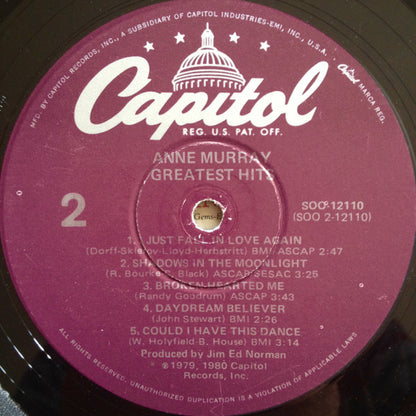 MFD. BY CAPITOL RECORDS, INC., A SUBSIDIARY OF CAPITOL INDUSTRIES-EMI, INC., U.S.A.
Capitol MARCA REG.
Capitol
REG. U.S. PAT. OFF.
ANNE MURRAY
GREATEST HITS
2
SOO-12110
(SOO 2-12110)
Gems-B
1. I JUST FALL IN LOVE AGAIN
(Dorff-Sklerov-Lloyd-Herbstritt) BMI ASCAP 2:47
2. SHADOWS IN THE MOONLIGHT
(R. Bourke-C. Black) ASCAP SESAC 3:25
3. BROKEN HEARTED ME
(Randy Goodrum) ASCAP 3:43
4. DAYDREAM BELIEVER
(John Stewart) BMI 2:26
5. COULD I HAVE THIS DANCE
(W. Holyfield-B. House) BMI 3:14
Produced by Jim Ed Norman
℗1979, 1980 Capitol
Records, Inc.
ALL RIGHTS RESERVED. UNAUTHORIZED DUPLICATION IS A VIOLATION OF APPLICABLE LAWS